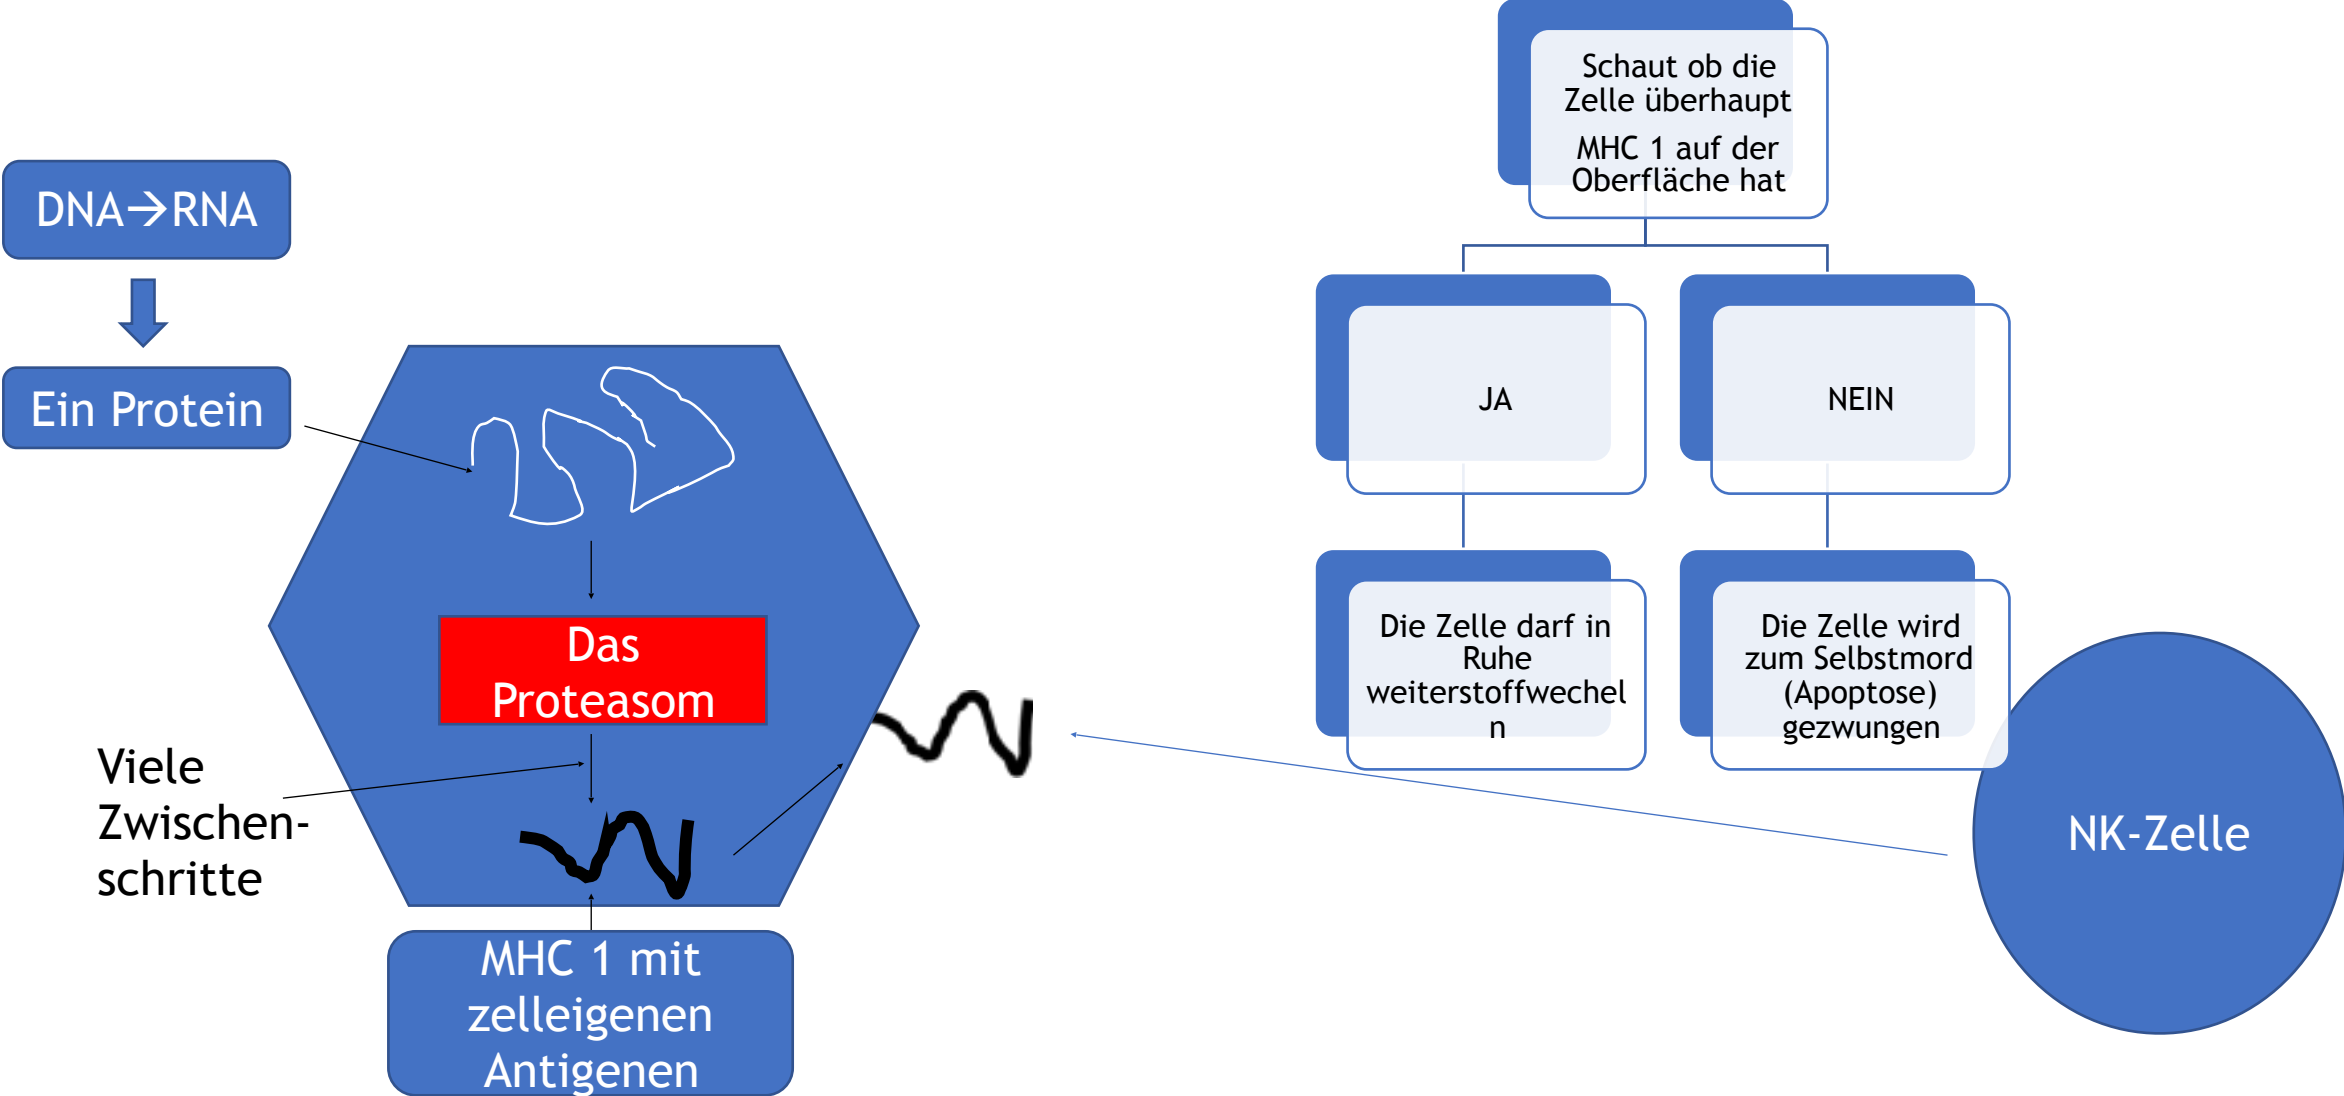 DNA→RNA
Ein Protein
Das
Proteasom
Viele
Zwischen-
schritte
MHC 1 mit
zelleigenen
Antigenen
Schaut ob die
Zelle überhaupt
MHC 1 auf der
Oberfläche hat
JA
NEIN
Die Zelle darf in
Ruhe
weiterstoffwechel
n
Die Zelle wird
zum Selbstmord
(Apoptose)
gezwungen
NK-Zelle